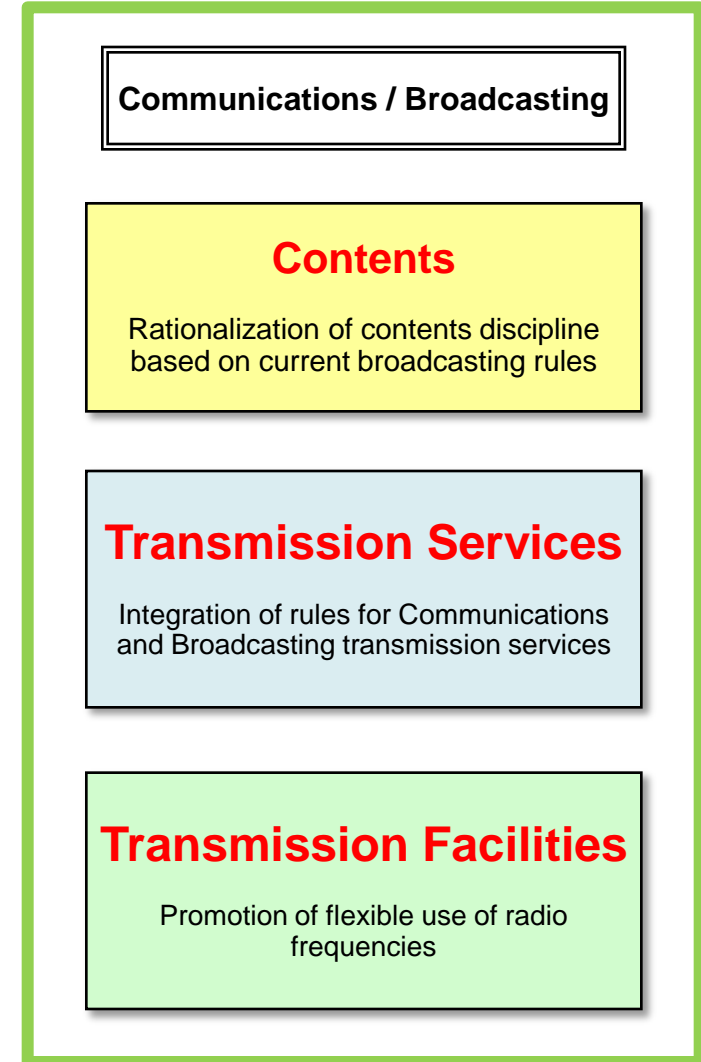 Communications / Broadcasting
Contents
Rationalization of contents discipline
based on current broadcasting rules
Transmission Services
Integration of rules for Communications
and Broadcasting transmission services
Transmission Facilities
Promotion of flexible use of radio
frequencies